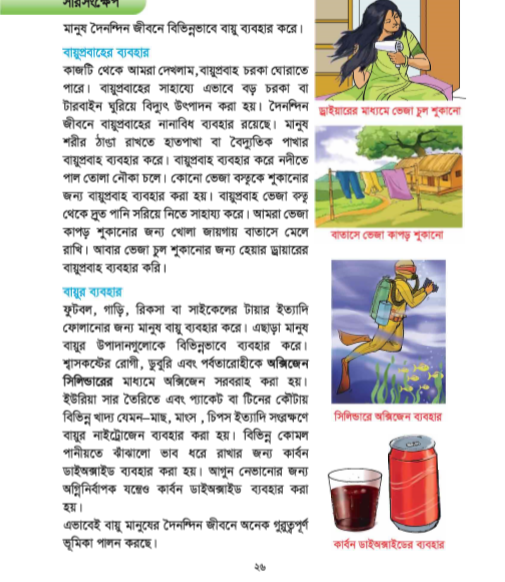 সারসংক্ষেপ
মানুষ দৈনন্দিন জীবনে বিভিন্নভাবে বায়ু ব্যবহার করে।
বায়ুপ্রবাহের ব্যবহার
কাজটি থেকে আমরা দেখলাম,বায়ুপ্রবাহ চরকা ঘোরাতে
পারে। বায়ুপ্রবাহের সাহায্যে এভাবে বড় চরকা বা
টারবাইন ঘুরিয়ে বিদ্যুৎ উৎপাদন করা হয়। দৈনন্দিন
জীবনে বায়ুপ্রবাহের নানাবিধ ব্যবহার রয়েছে। মানুষ
শরীর ঠাণ্ডা রাখতে হাতপাখা বা বৈদ্যুতিক পাখার
বায়ুপ্রবাহ ব্যবহার করে। বায়ুপ্রবাহ ব্যবহার করে নদীতে
পাল তোলা নৌকা চলে। কোনো ভেজা বস্তুকে শুকানোর
জন্য বায়ুপ্রবাহ ব্যবহার করা হয়। বায়ুপ্রবাহ ভেজা বস্তু
থেকে দ্রুত পানি সরিয়ে নিতে সাহায্য করে। আমরা ভেজা
কাপড় শুকানোর জন্য খোলা জায়গায় বাতাসে মেলে
রাখি। আবার ভেজা চুল শুকানোর জন্য হেয়ার ড্রায়ারের
বায়ুপ্রবাহ ব্যবহার করি।
বায়ুর ব্যবহার
ফুটবল, গাড়ি, রিকসা বা সাইকেলের টায়ার ইত্যাদি
ফোলানোর জন্য মানুষ বায়ু ব্যবহার করে। এছাড়া মানুষ
বায়ুর উপাদানগুলোকে বিভিন্নভাবে ব্যবহার করে।
শ্বাসকষ্টের রোগী, ডুবুরি এবং পর্বতারোহীকে অক্সিজেন
সিলিন্ডারের মাধ্যমে অক্সিজেন সরবরাহ করা হয়।
ইউরিয়া সার তৈরিতে এবং প্যাকেট বা টিনের কৌটায়
বিভিন্ন খাদ্য যেমন–মাছ, মাংস , চিপস ইত্যাদি সংরক্ষণে
বায়ুর নাইট্রোজেন ব্যবহার করা হয়। বিভিন্ন কোমল
পানীয়তে ঝাঁঝালো ভাব ধরে রাখার জন্য কার্বন
ডাইঅক্সাইড ব্যবহার করা হয়। আগুন নেভানোর জন্য
অগ্নিনির্বাপক যন্ত্রেও কার্বন ডাইঅক্সাইড ব্যবহার করা
হয়।
এভাবেই বায়ু মানুষের দৈনন্দিন জীবনে অনেক গুরুত্বপূর্ণ
ভূমিকা পালন করছে।
ড্রাইয়ারের মাধ্যমে ভেজা চুল শুকানো
বাতাসে ভেজা কাপড় শুকানো
সিলিন্ডারে অক্সিজেন ব্যবহার
কার্বন ডাইঅক্সাইডের ব্যবহার
২৬